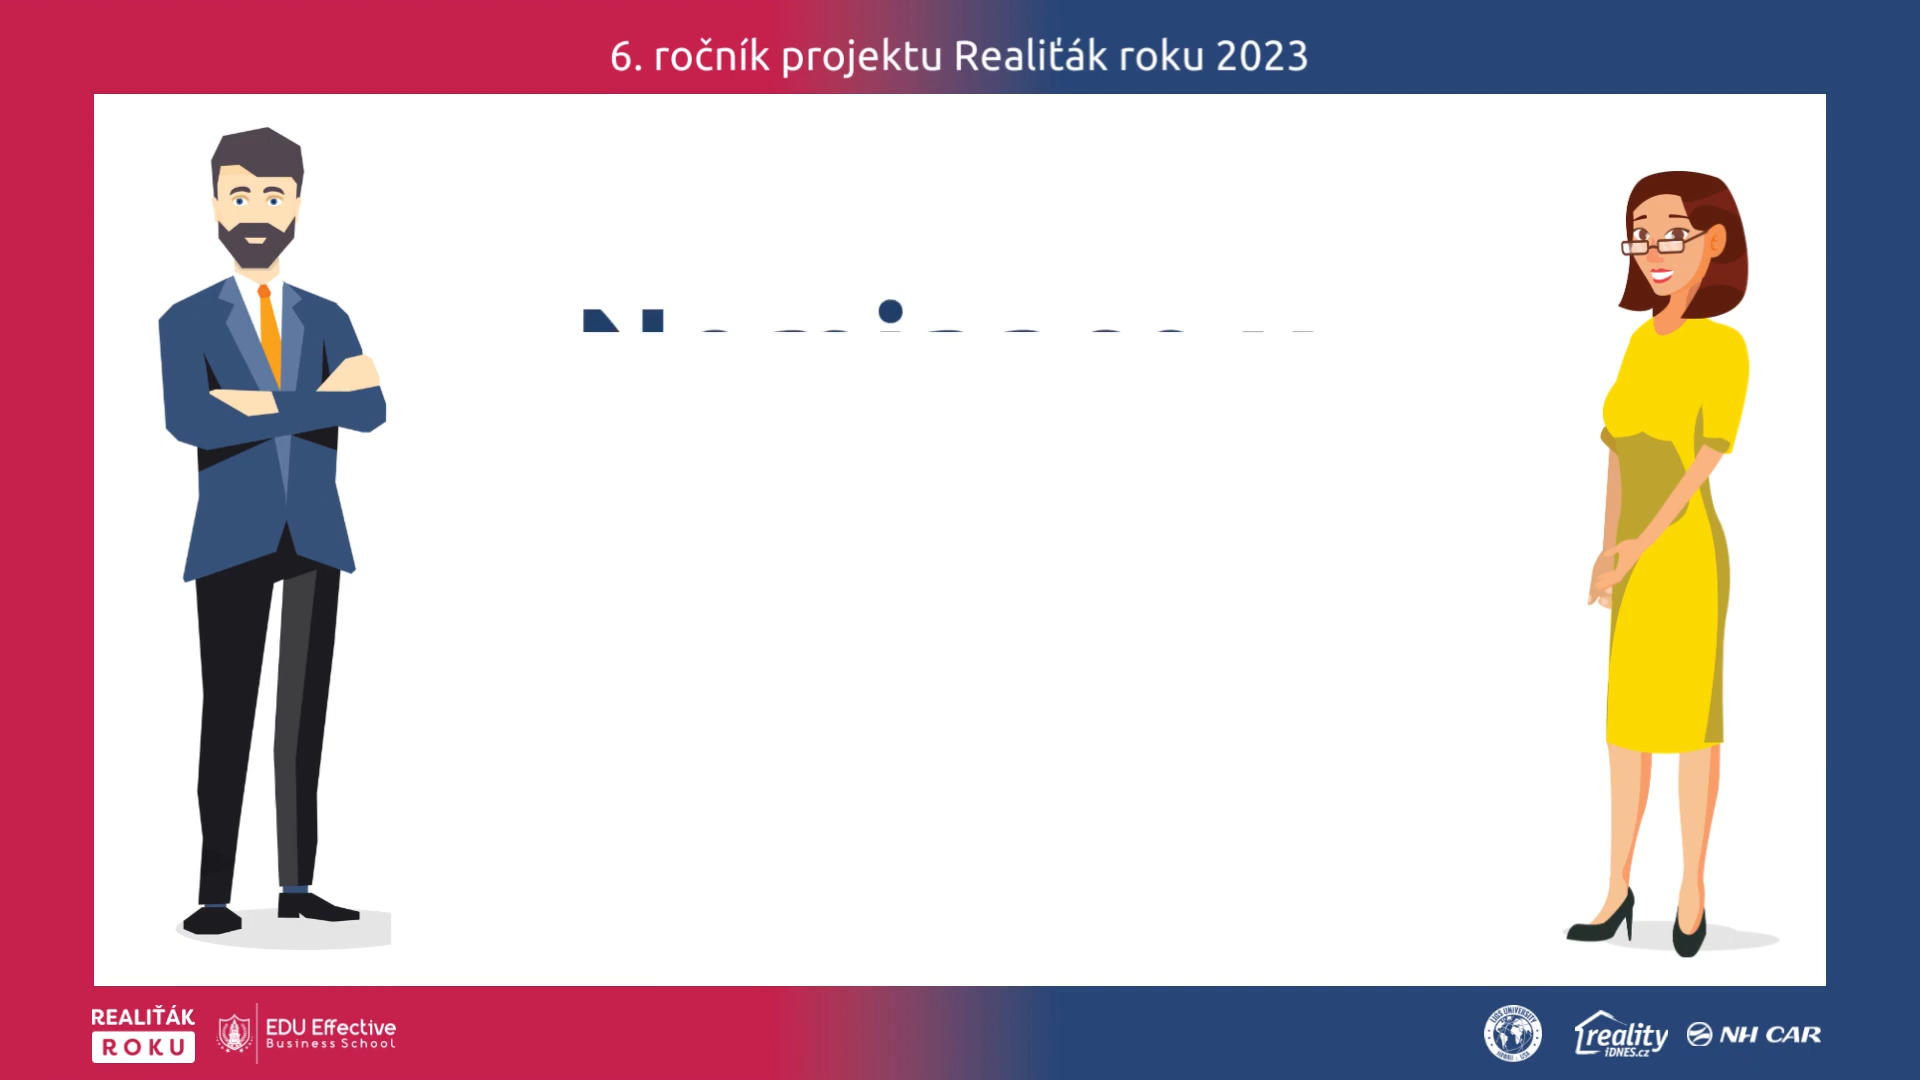 6. ročník projektu Realiťák roku 2023
REALIŤÁK
ROKU
EDU Effective
Business School
reality
iDNES.cz
NH CAR